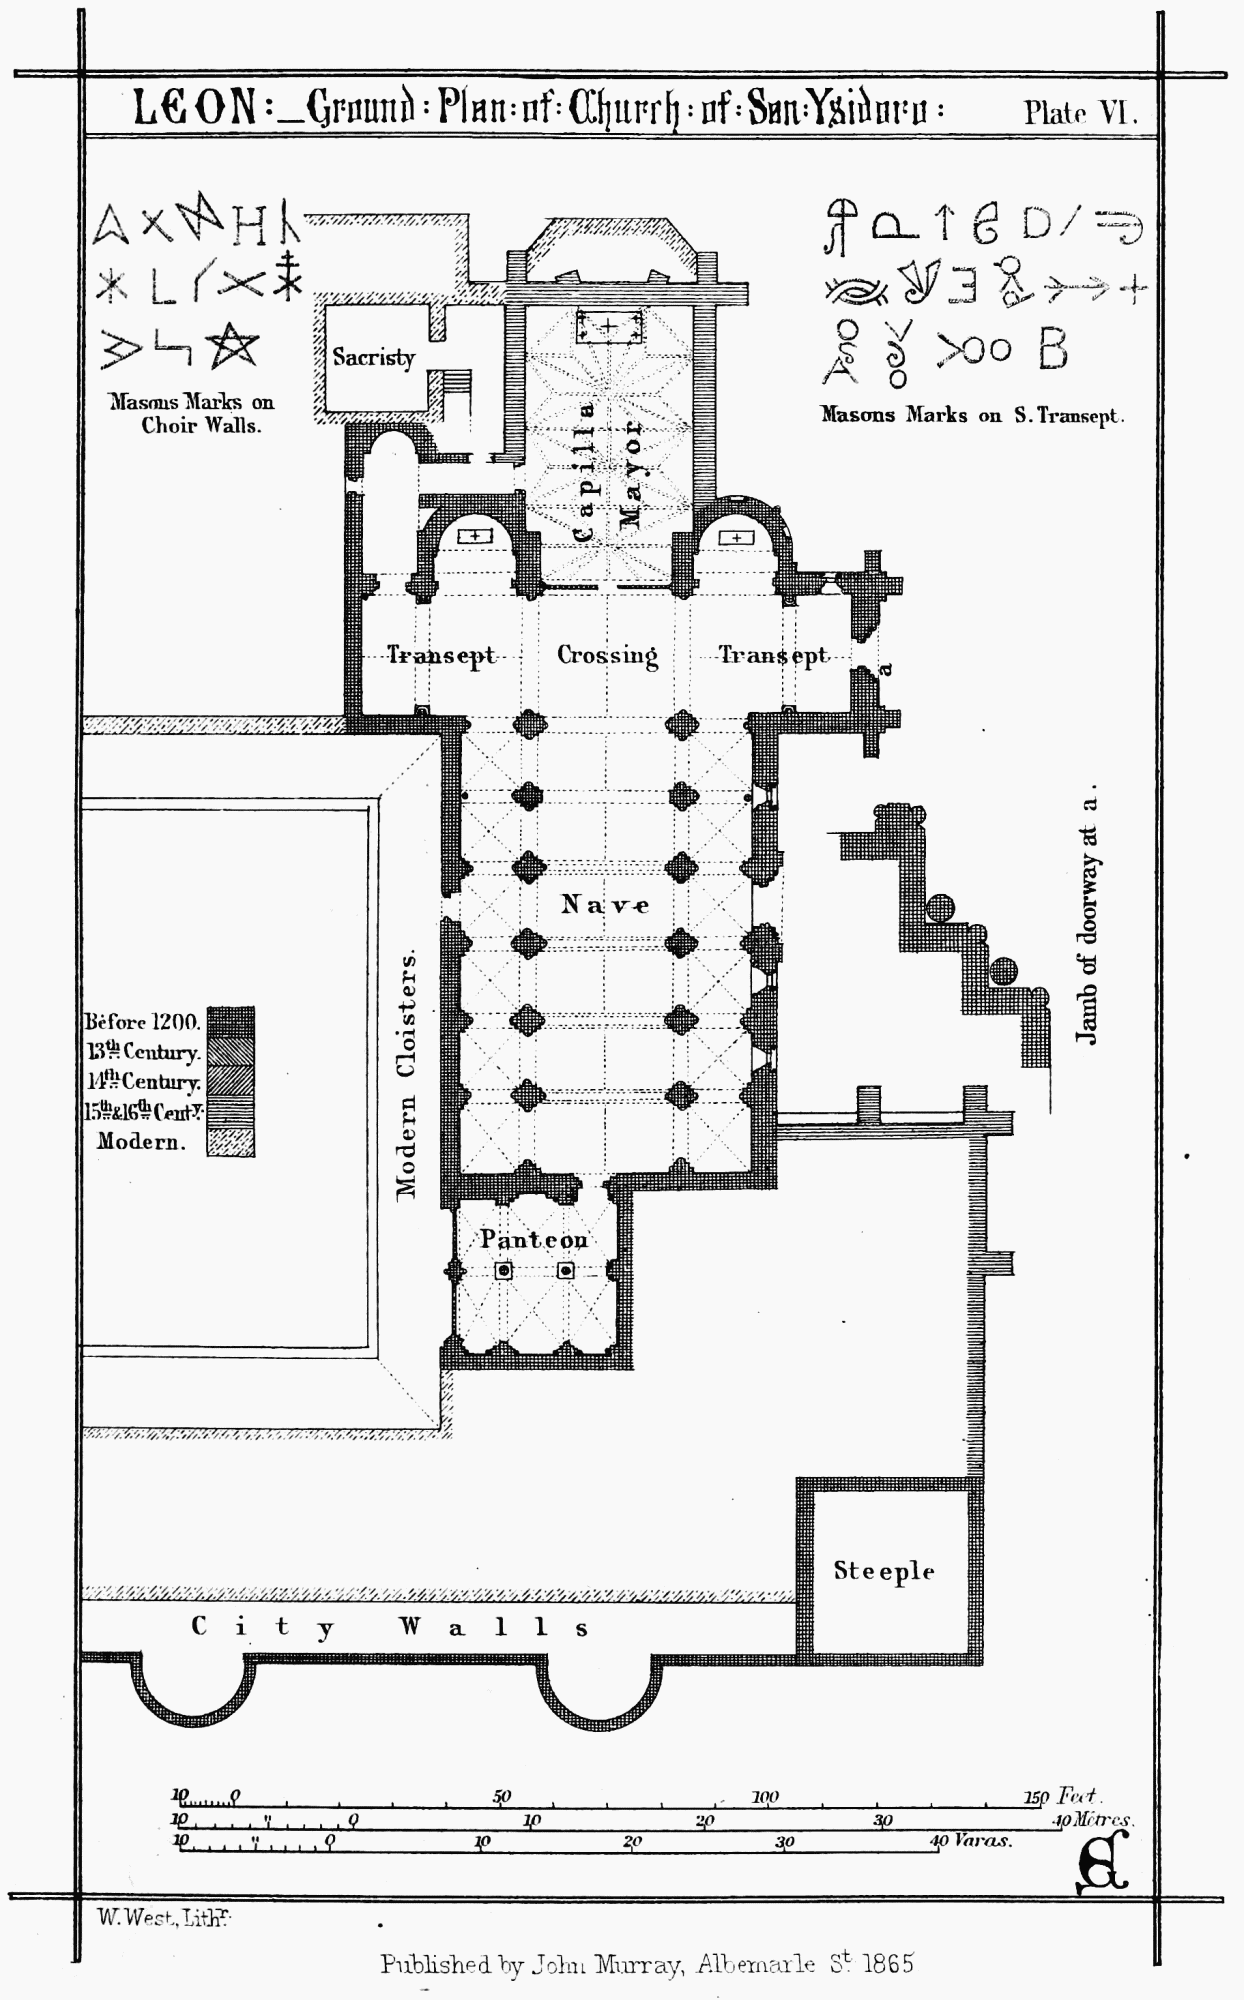 LEON:_Ground:Plan:of:Church:of:San:Ysidoro:
Plate VI.
Masons Marks on
Choir Walls.
Masons Marks on S. Transept.
Sacristy
Capilla
Mayor
Transept
Crossing
Transept
a
Nave
Jamb of doorway at a.
Modern Cloisters.
Before 1200.
13th Century.
14th Century.
15th & 16th Centy.
Modern.
Panteon
Steeple
City Walls
10 0 50 100 150 Feet.
10 0 10 20 30 40 Mètres.
10 0 10 20 30 40 Varas.
W. West, Lithr.
Published by John Murray, Albemarle St. 1865